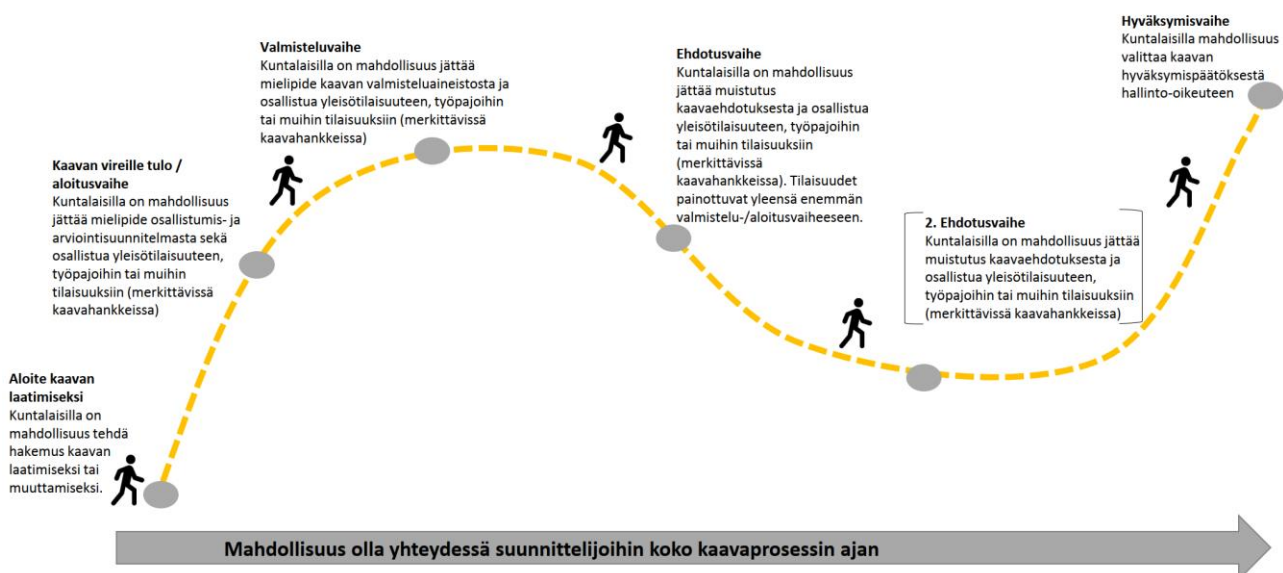 Aloite kaavan
laatimiseksi
Kuntalaisilla on
mahdollisuus tehdä
hakemus kaavan
laatimiseksi tai
muuttamiseksi.
Kaavan vireille tulo /
aloitusvaihe
Kuntalaisilla on mahdollisuus
jättää mielipide osallistumis- ja
arviointisuunnitelmasta sekä
osallistua yleisötilaisuuteen,
työpajoihin tai muihin
tilaisuuksiin (merkittävissä
kaavahankkeissa)
Valmisteluvaihe
Kuntalaisilla on mahdollisuus jättää
mielipide kaavan valmisteluaineistosta ja
osallistua yleisötilaisuuteen, työpajoihin
tai muihin tilaisuuksiin (merkittävissä
kaavahankkeissa)
Ehdotusvaihe
Kuntalaisilla on mahdollisuus
jättää muistutus
kaavaehdotuksesta ja osallistua
yleisötilaisuuteen, työpajoihin
tai muihin tilaisuuksiin
(merkittävissä
kaavahankkeissa). Tilaisuudet
painottuvat yleensä enemmän
valmistelu-/aloitusvaiheeseen.
2. Ehdotusvaihe
Kuntalaisilla on mahdollisuus jättää
muistutus kaavaehdotuksesta ja
osallistua yleisötilaisuuteen,
työpajoihin tai muihin tilaisuuksiin
(merkittävissä kaavahankkeissa)
Hyväksymisvaihe
Kuntalaisilla mahdollisuus
valittaa kaavan
hyväksymispäätöksestä
hallinto-oikeuteen
Mahdollisuus olla yhteydessä suunnittelijoihin koko kaavaprosessin ajan